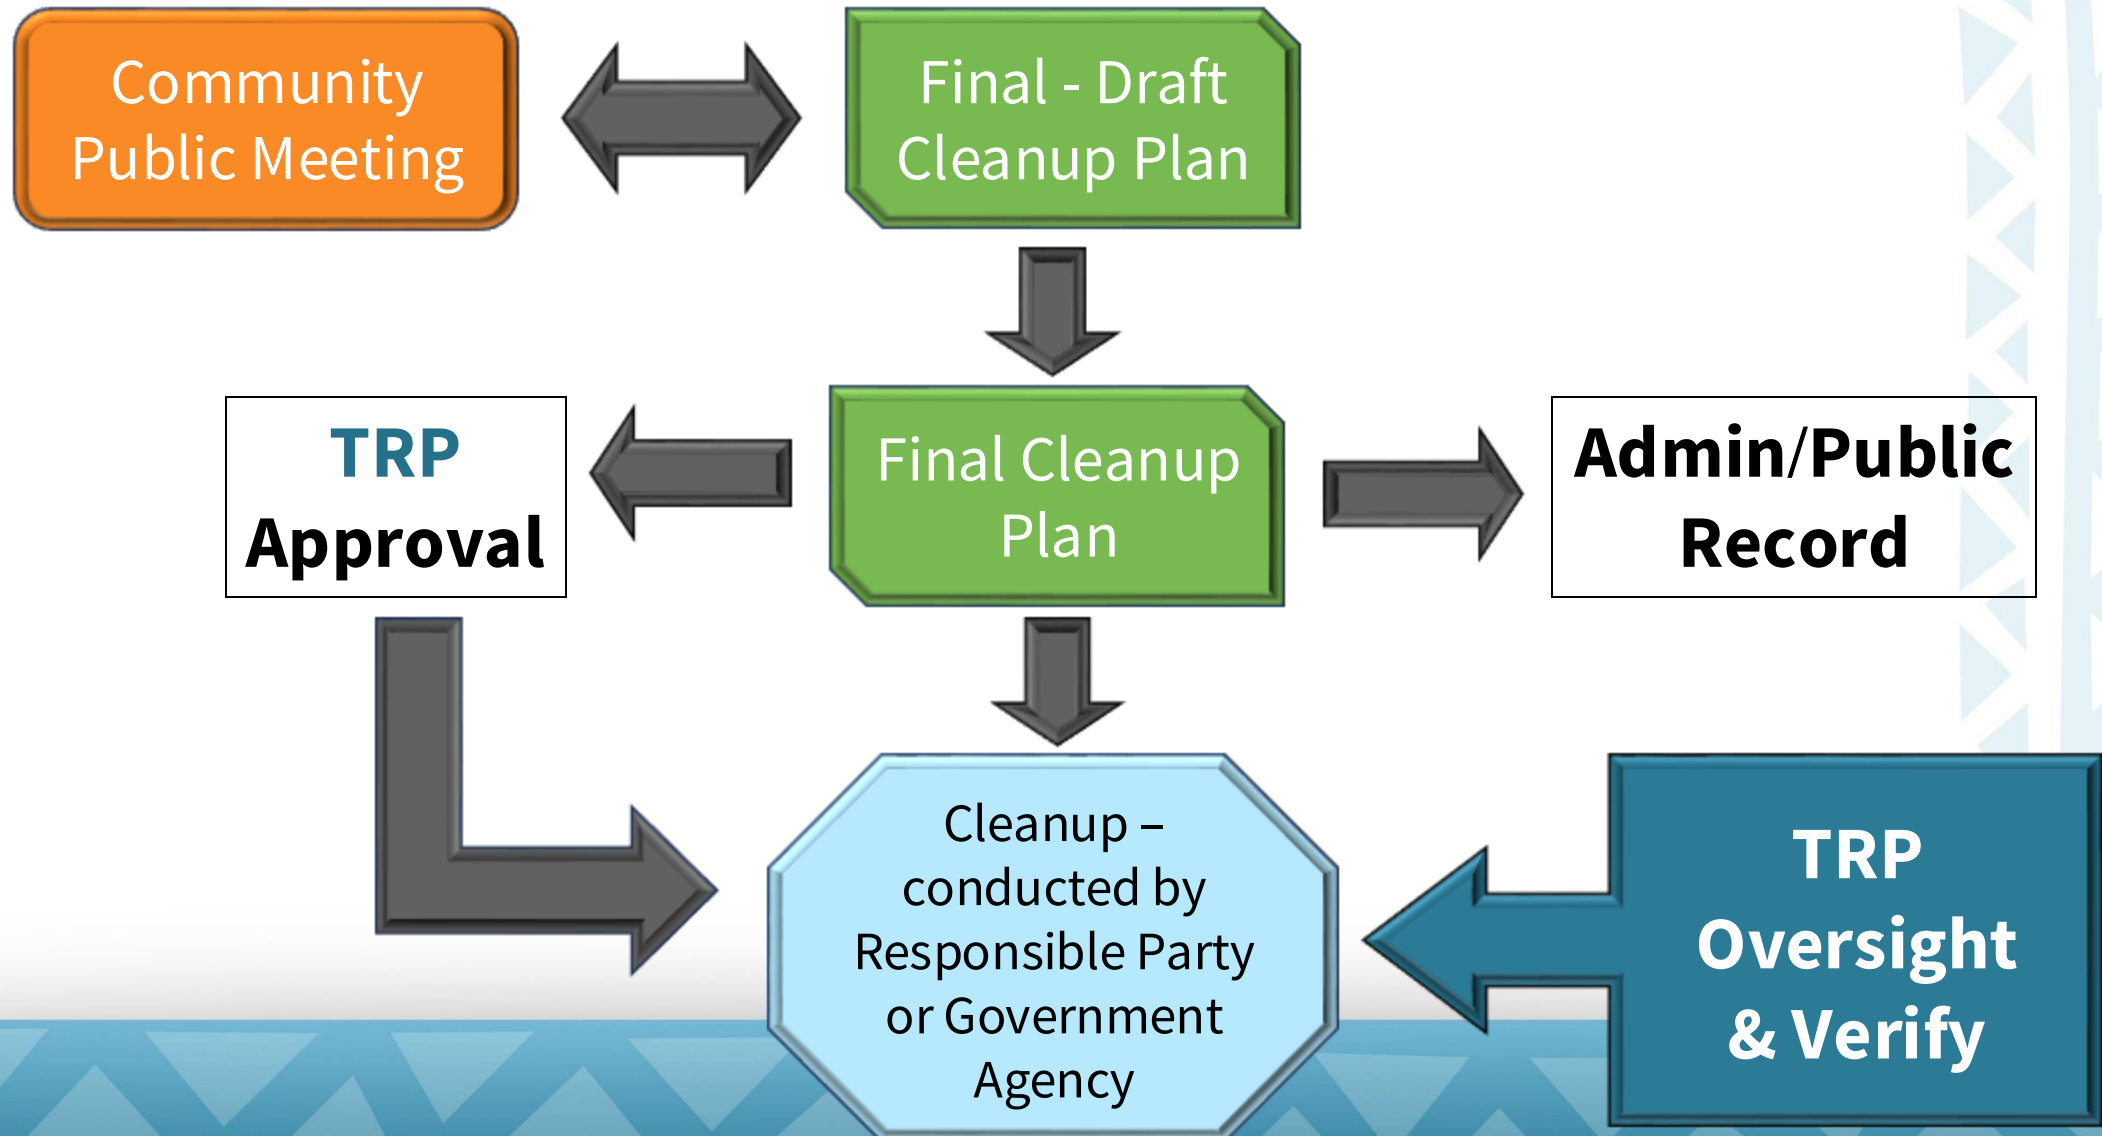 Community
Public Meeting
Final - Draft
Cleanup Plan
TRP
Approval
Final Cleanup
Plan
Admin/Public
Record
Cleanup –
conducted by
Responsible Party
or Government
Agency
TRP
Oversight
& Verify